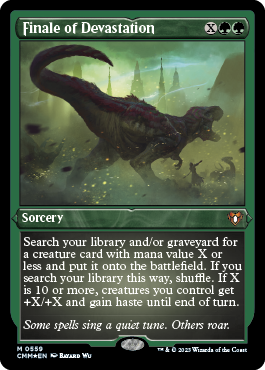 Finale of Devastation
X
Sorcery
Search your library and/or graveyard for
a creature card with mana value X or
less and put it onto the battlefield. If you
search your library this way, shuffle. If X
is 10 or more, creatures you control get
+X/+X and gain haste until end of turn.
Some spells sing a quiet tune. Others roar.
M 0559
CMM★EN Bayard Wu
™ & © 2023 Wizards of the Coast